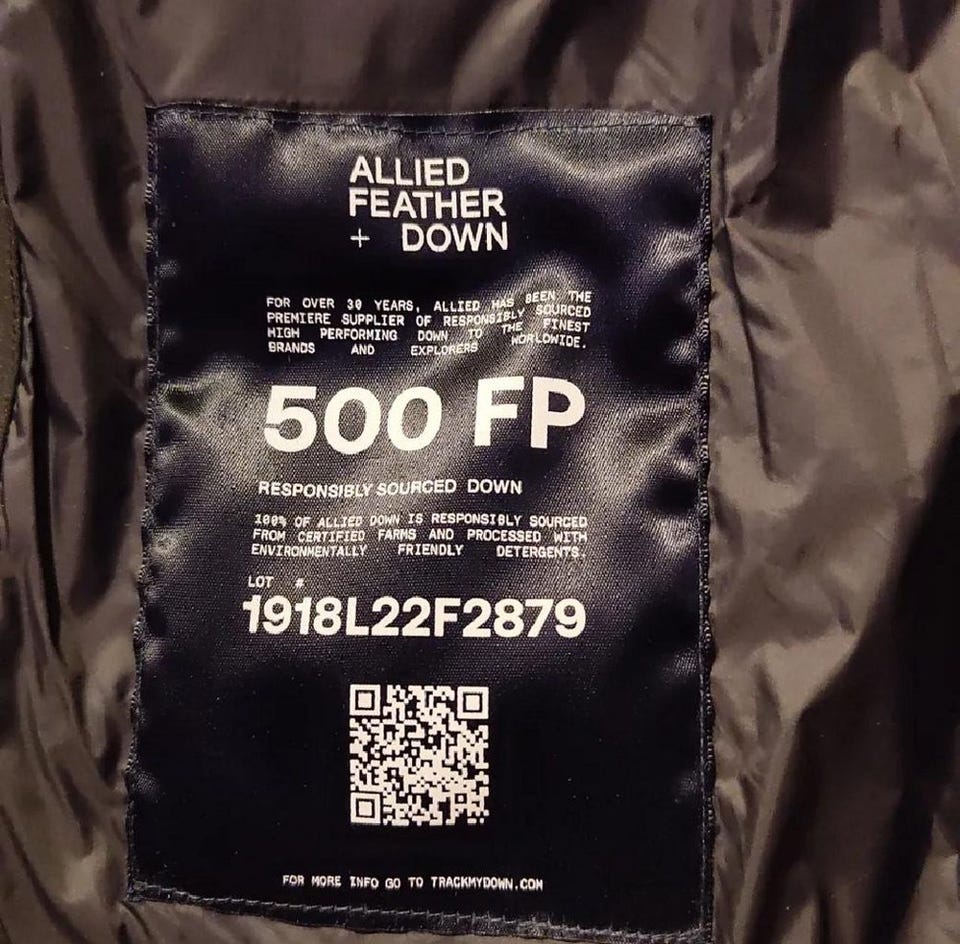 ALLIED
FEATHER
+ DOWN
FOR OVER 30 YEARS, ALLIED HAS BEEN THE
PREMIERE SUPPLIER OF RESPONSIBLY SOURCED
HIGH PERFORMING DOWN TO THE FINEST
BRANDS AND EXPLORERS WORLDWIDE.
500 FP
RESPONSIBLY SOURCED DOWN
100% OF ALLIED DOWN IS RESPONSIBLY SOURCED
FROM CERTIFIED FARMS AND PROCESSED WITH
ENVIRONMENTALLY FRIENDLY DETERGENTS.
LOT #
1918L22F2879
FOR MORE INFO GO TO TRACKMYDOWN.COM